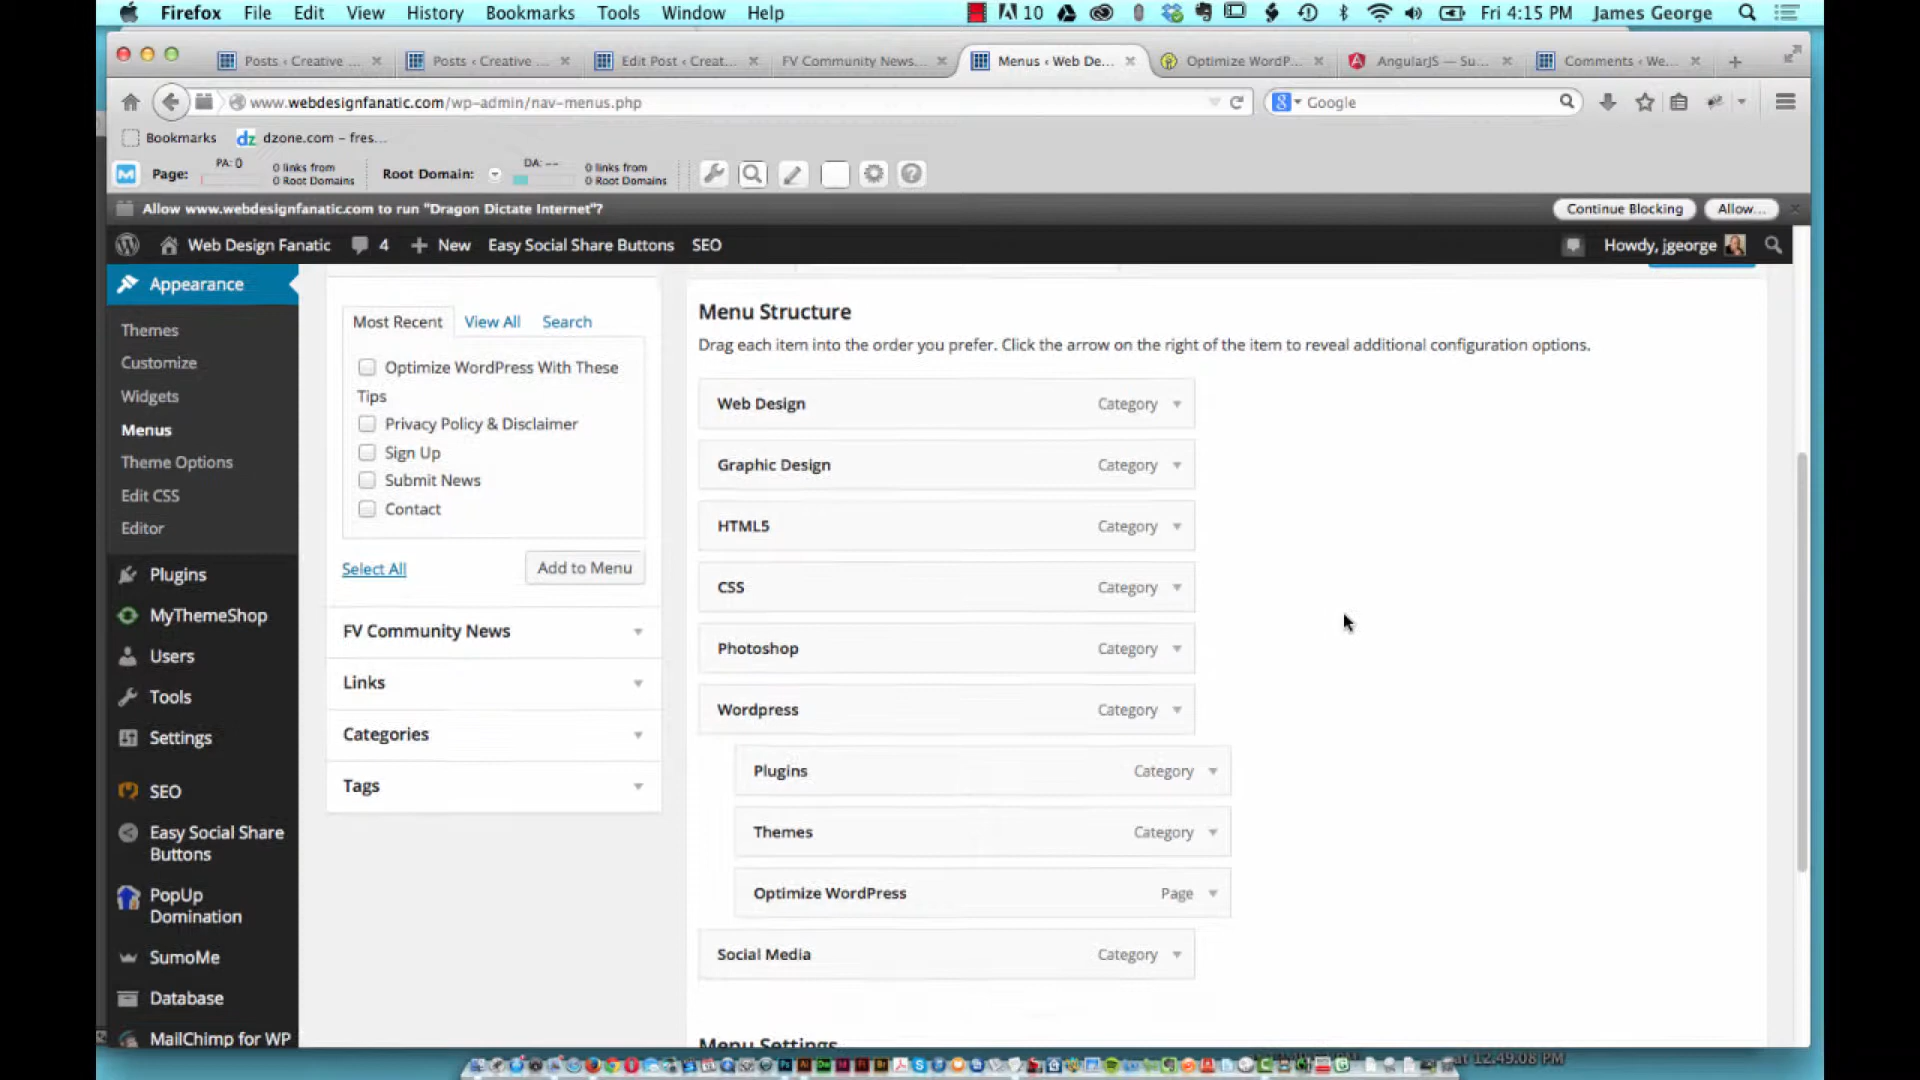 Firefox File Edit View History Bookmarks Tools Window Help 10 Fri 4:15 PM James George
Posts ‹ Creative ... Posts ‹ Creative ... Edit Post ‹ Creat... FV Community News... Menus ‹ Web De... Optimize WordP... AngularJS — Su... Comments ‹ We...
www.webdesignfanatic.com/wp-admin/nav-menus.php Google
Bookmarks dz dzone.com – fres...
Page: PA: 0 0 links from 0 Root Domains Root Domain: DA: -- 0 links from 0 Root Domains
Allow www.webdesignfanatic.com to run "Dragon Dictate Internet"? Continue Blocking Allow...
Web Design Fanatic 4 New Easy Social Share Buttons SEO Howdy, jgeorge
Appearance
Themes
Customize
Widgets
Menus
Theme Options
Edit CSS
Editor
Plugins
MyThemeShop
Users
Tools
Settings
SEO
Easy Social Share
Buttons
PopUp
Domination
SumoMe
Database
MailChimp for WP
Most Recent View All Search
Optimize WordPress With These
Tips
Privacy Policy & Disclaimer
Sign Up
Submit News
Contact
Select All Add to Menu
FV Community News
Links
Categories
Tags
Menu Structure
Drag each item into the order you prefer. Click the arrow on the right of the item to reveal additional configuration options.
Web Design Category
Graphic Design Category
HTML5 Category
CSS Category
Photoshop Category
Wordpress Category
Plugins Category
Themes Category
Optimize WordPress Page
Social Media Category
Menu Settings
at 12.49.08 PM